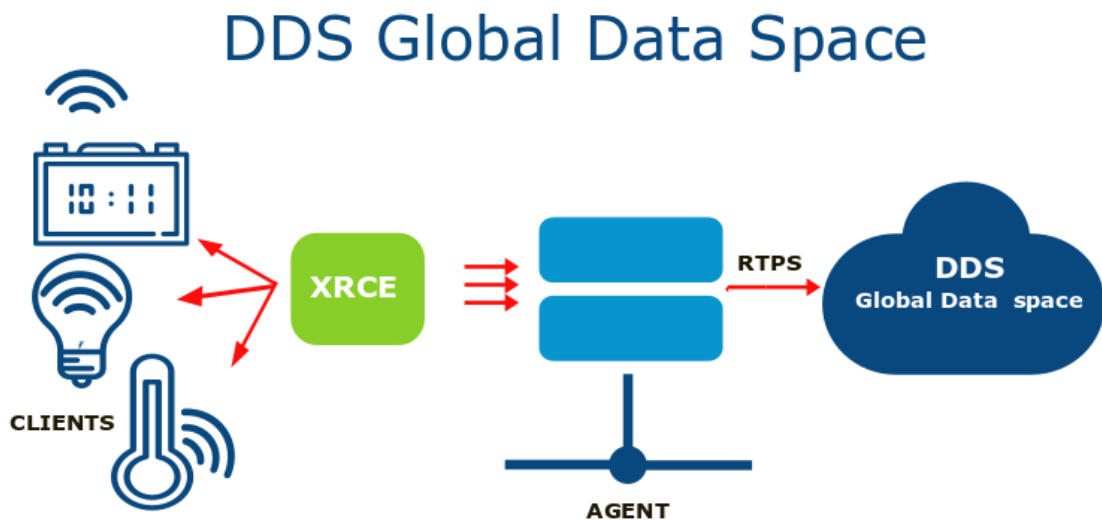 DDS Global Data Space
10:11
XRCE
RTPS
DDS
Global Data space
CLIENTS
AGENT